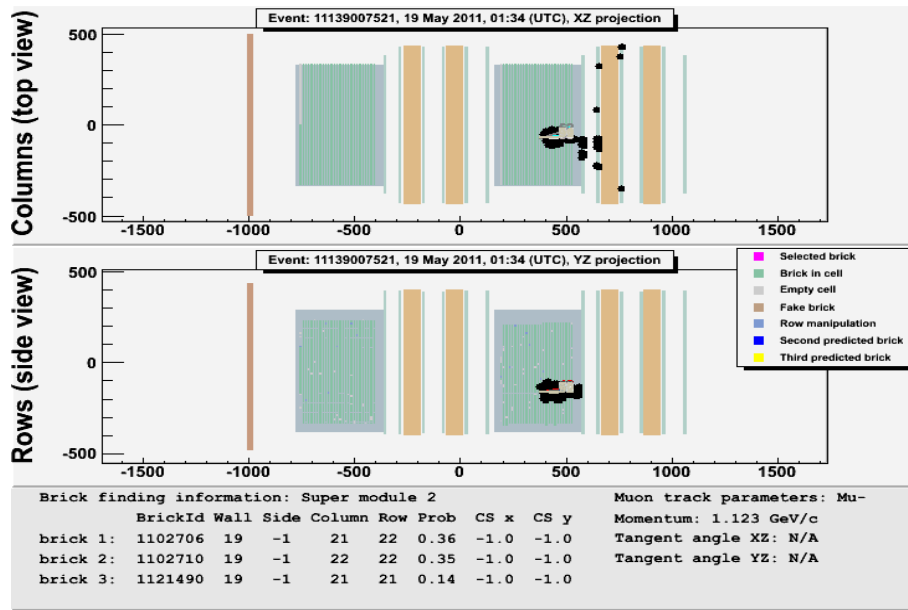 Event: 11139007521, 19 May 2011, 01:34 (UTC), XZ projection
Columns (top view)
500
0
-500
-1500 -1000 -500 0 500 1000 1500
Event: 11139007521, 19 May 2011, 01:34 (UTC), YZ projection
Rows (side view)
500
0
-500
-1500 -1000 -500 0 500 1000 1500
Selected brick
Brick in cell
Empty cell
Fake brick
Row manipulation
Second predicted brick
Third predicted brick
Brick finding information: Super module 2
BrickId Wall Side Column Row Prob CS x CS y
brick 1: 1102706 19 -1 21 22 0.36 -1.0 -1.0
brick 2: 1102710 19 -1 22 22 0.35 -1.0 -1.0
brick 3: 1121490 19 -1 21 21 0.14 -1.0 -1.0
Muon track parameters: Mu-
Momentum: 1.123 GeV/c
Tangent angle XZ: N/A
Tangent angle YZ: N/A